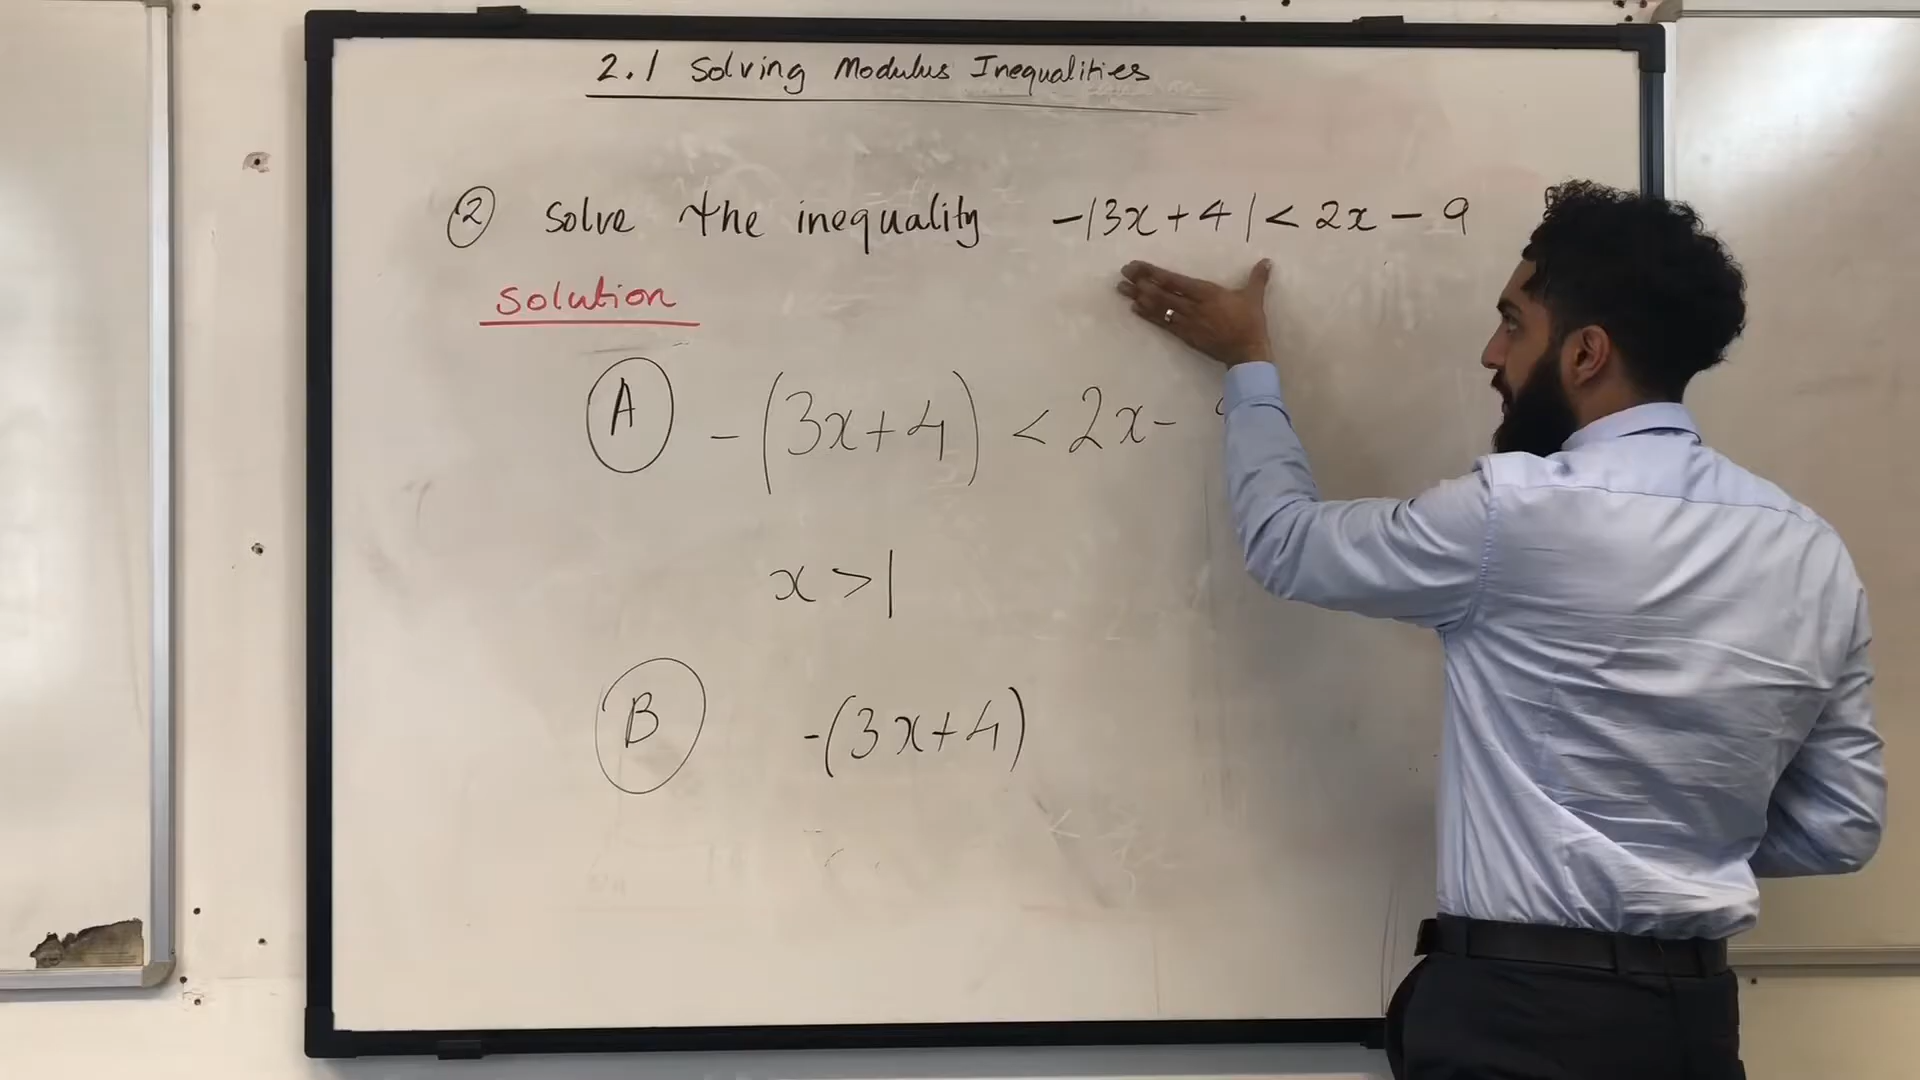 2.1 Solving Modulus Inequalities
② Solve the inequality -|3x+4| < 2x - 9
Solution
Ⓐ -(3x+4) < 2x-
x > 1
Ⓑ -(3x+4)